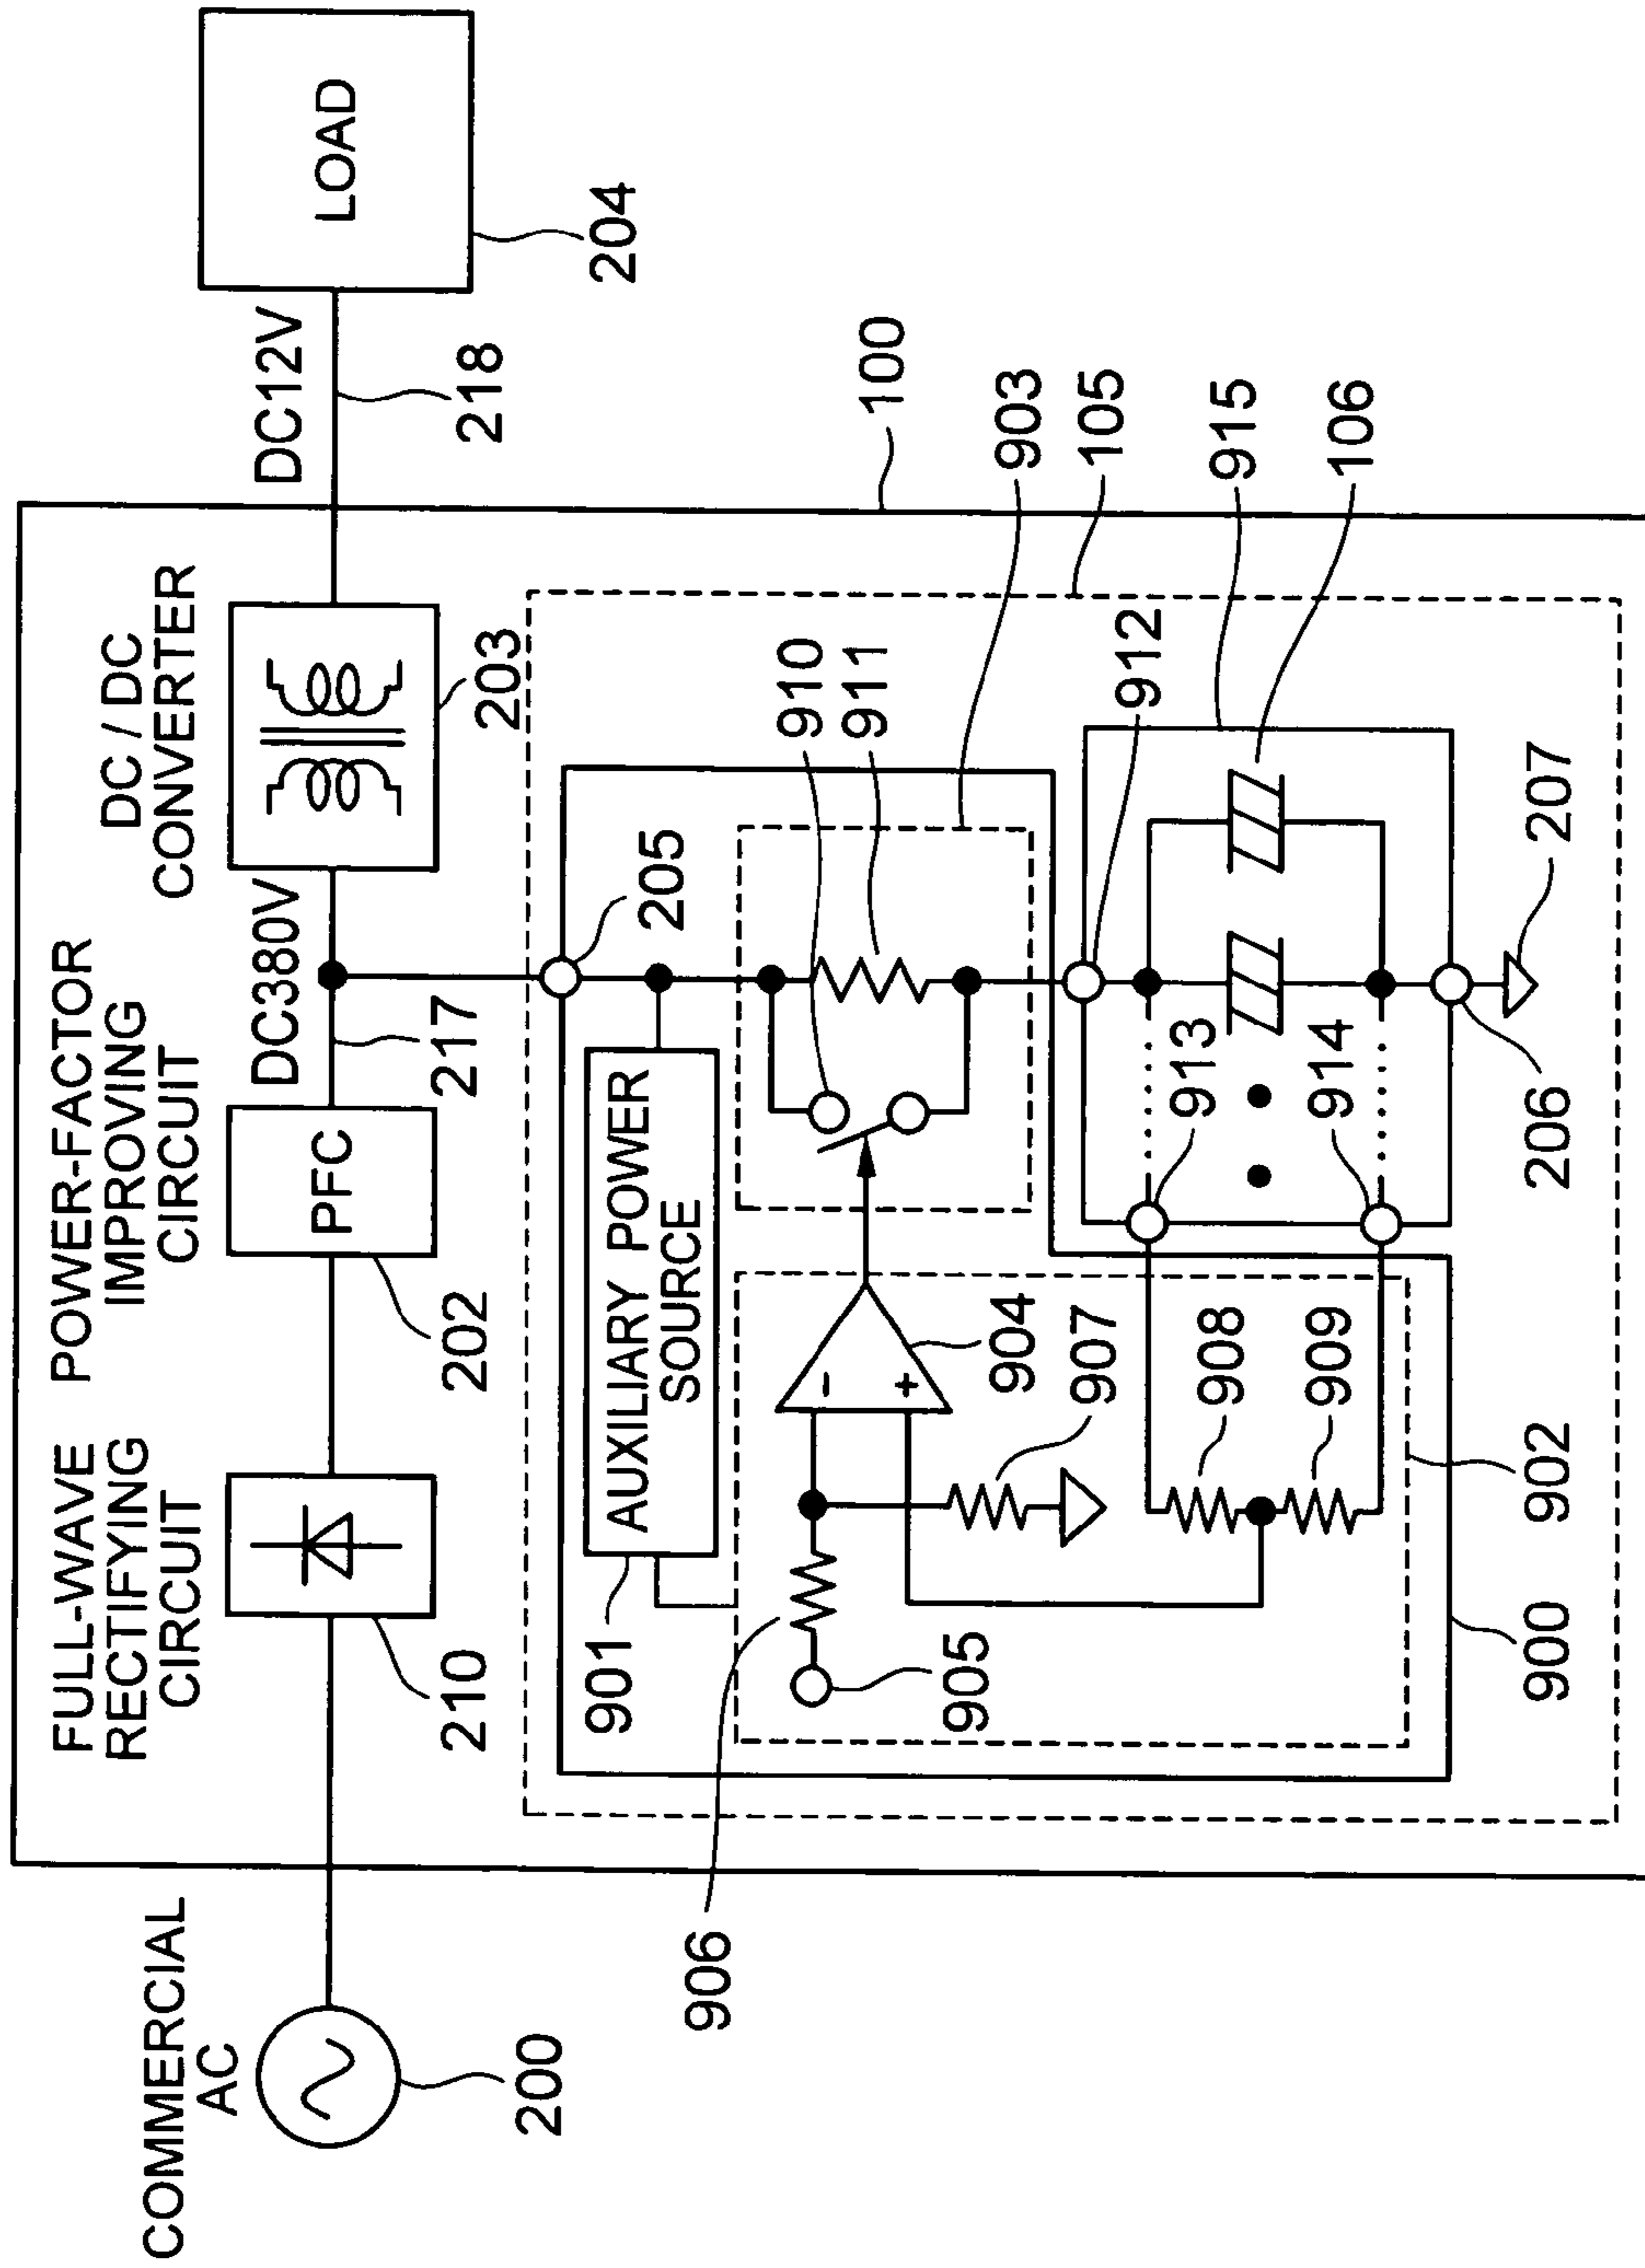 COMMERCIAL
AC
200
FULL-WAVE
RECTIFYING
CIRCUIT
210
POWER-FACTOR
IMPROVING
CIRCUIT
PFC
202
DC380V
217
DC / DC
CONVERTER
203
DC12V
218
LOAD
204
100
903
105
915
106
205
901
AUXILIARY POWER
SOURCE
910
911
912
906
905
-
+
904
907
908
909
913
914
902
900
206
207